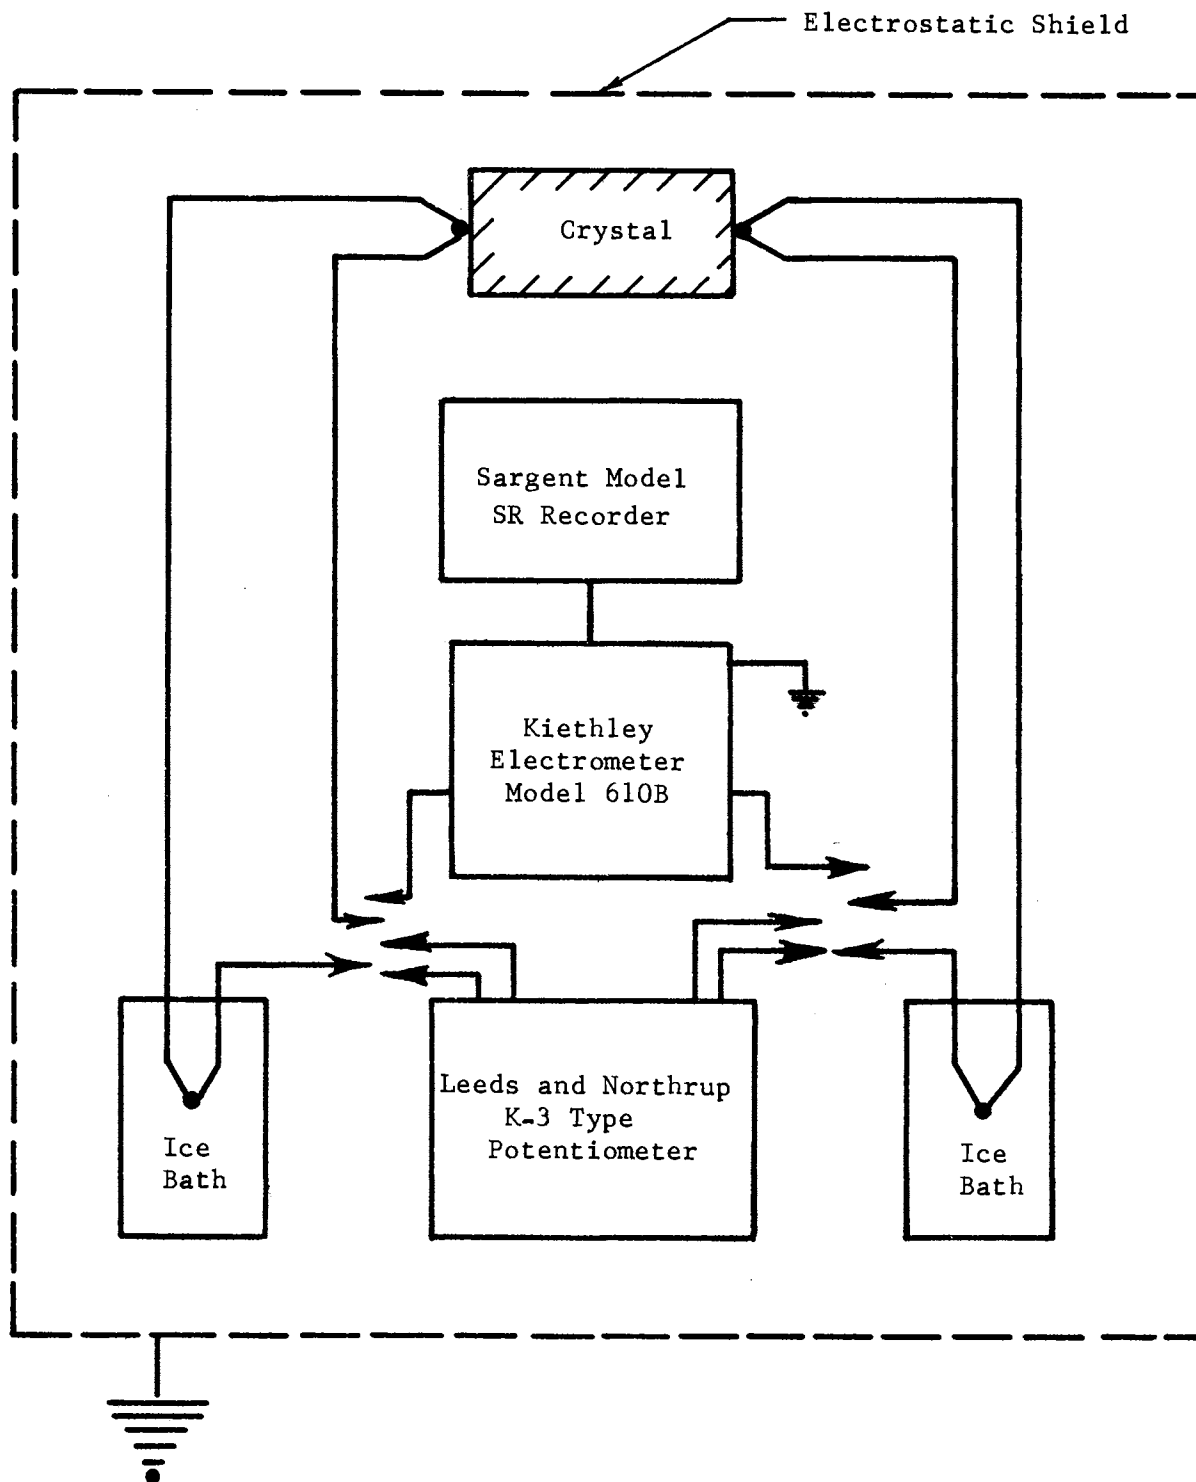 Electrostatic Shield
Crystal
Sargent Model
SR Recorder
Kiethley
Electrometer
Model 610B
Leeds and Northrup
K-3 Type
Potentiometer
Ice
Bath
Ice
Bath